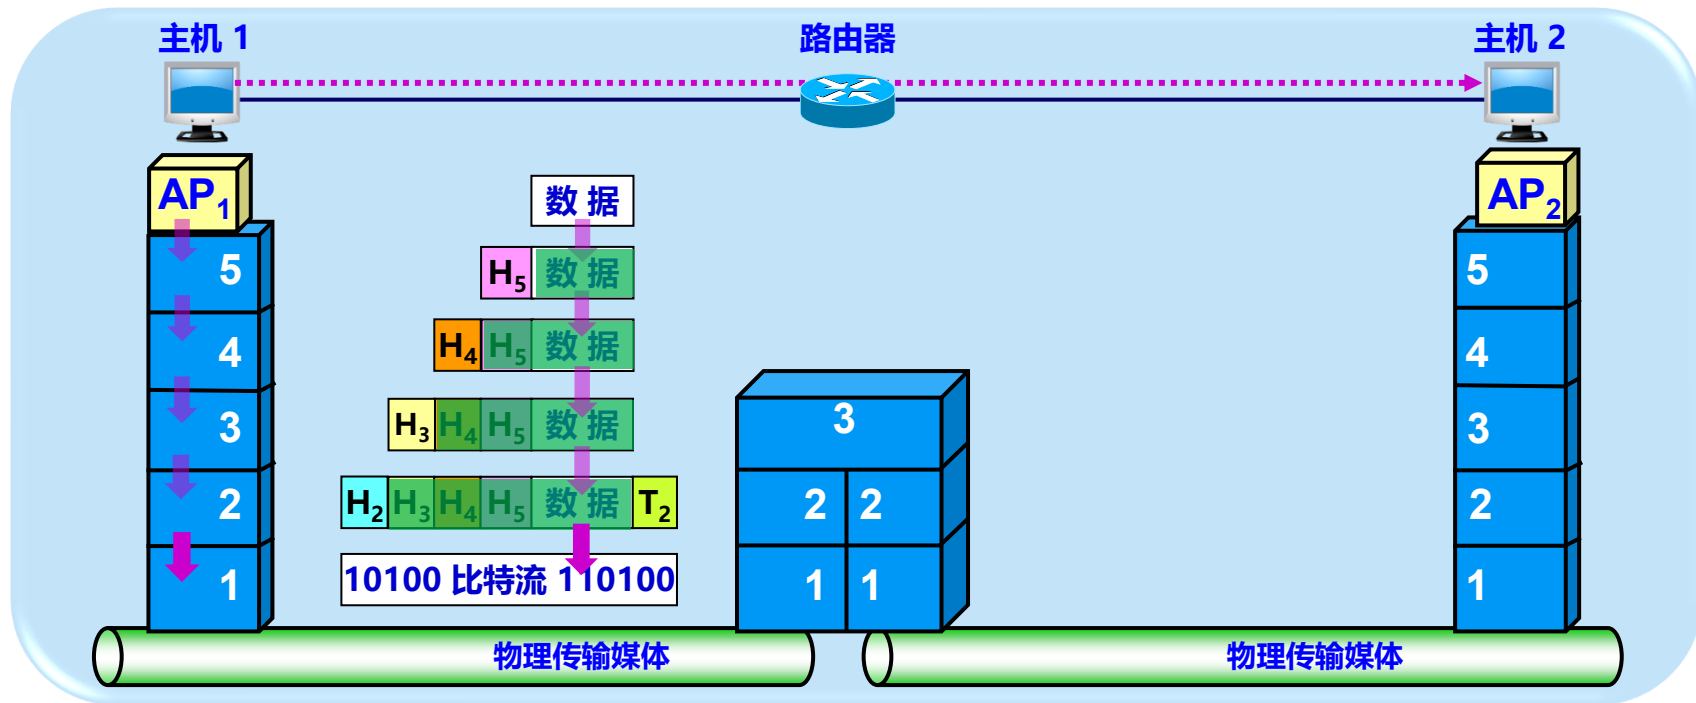 主机 1
路由器
主机 2
AP1
AP2
数 据
5
H5 数 据
5
4
H4 H5 数 据
4
3
H3 H4 H5 数 据
3
3
2
H2 H3 H4 H5 数 据 T2
2 2
2
1
10100 比特流 110100
1 1
1
物理传输媒体
物理传输媒体